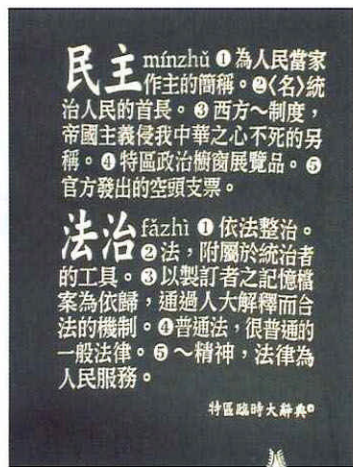 民主 mínzhǔ ❶為人民當家
作主的簡稱。❷〈名〉統
治人民的首長。❸西方～制度，
帝國主義侵我中華之心不死的另
稱。❹特區政治櫥窗展覽品。❺
官方發出的空頭支票。
法治 fǎzhì ❶依法整治。
❷法，附屬於統治者
的工具。❸以製訂者之記憶檔
案為依歸，通過人大解釋而合
法的機制。❹普通法，很普通的
一般法律。❺～精神，法律為
人民服務。
特區臨時大辭典